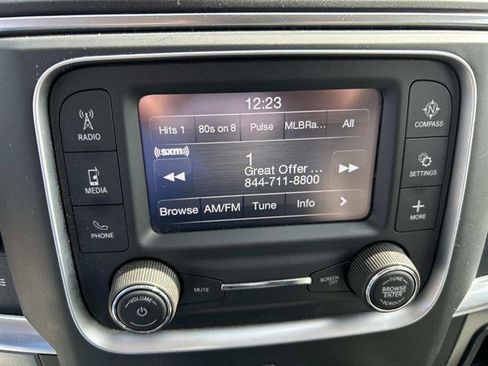 12:23
Hits 1 80s on 8 Pulse MLBRa... All
((sxm))
1
Great Offer ...
844-711-8800
Browse AM/FM Tune Info >
RADIO
MEDIA
PHONE
COMPASS
SETTINGS
MORE
VOLUME
MUTE
SCREEN OFF
TUNE
BROWSE
ENTER
SCROLL